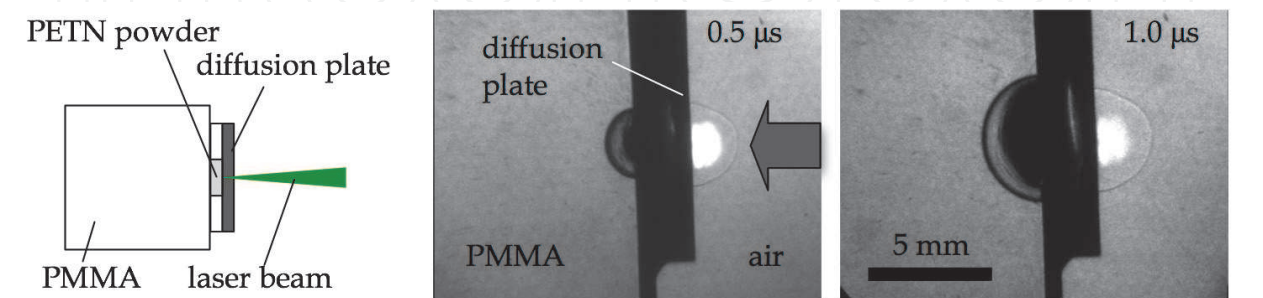 PETN powder
diffusion plate
PMMA
laser beam
diffusion
plate
0.5 µs
PMMA
air
1.0 µs
5 mm